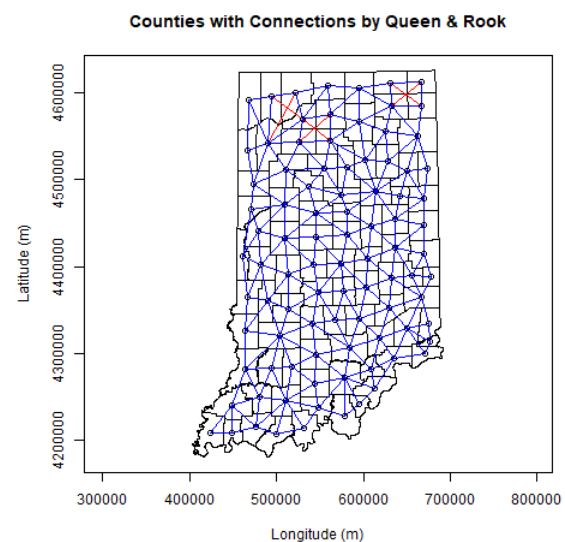 Counties with Connections by Queen & Rook
4600000
4500000
4400000
4300000
4200000
Latitude (m)
300000 400000 500000 600000 700000 800000
Longitude (m)